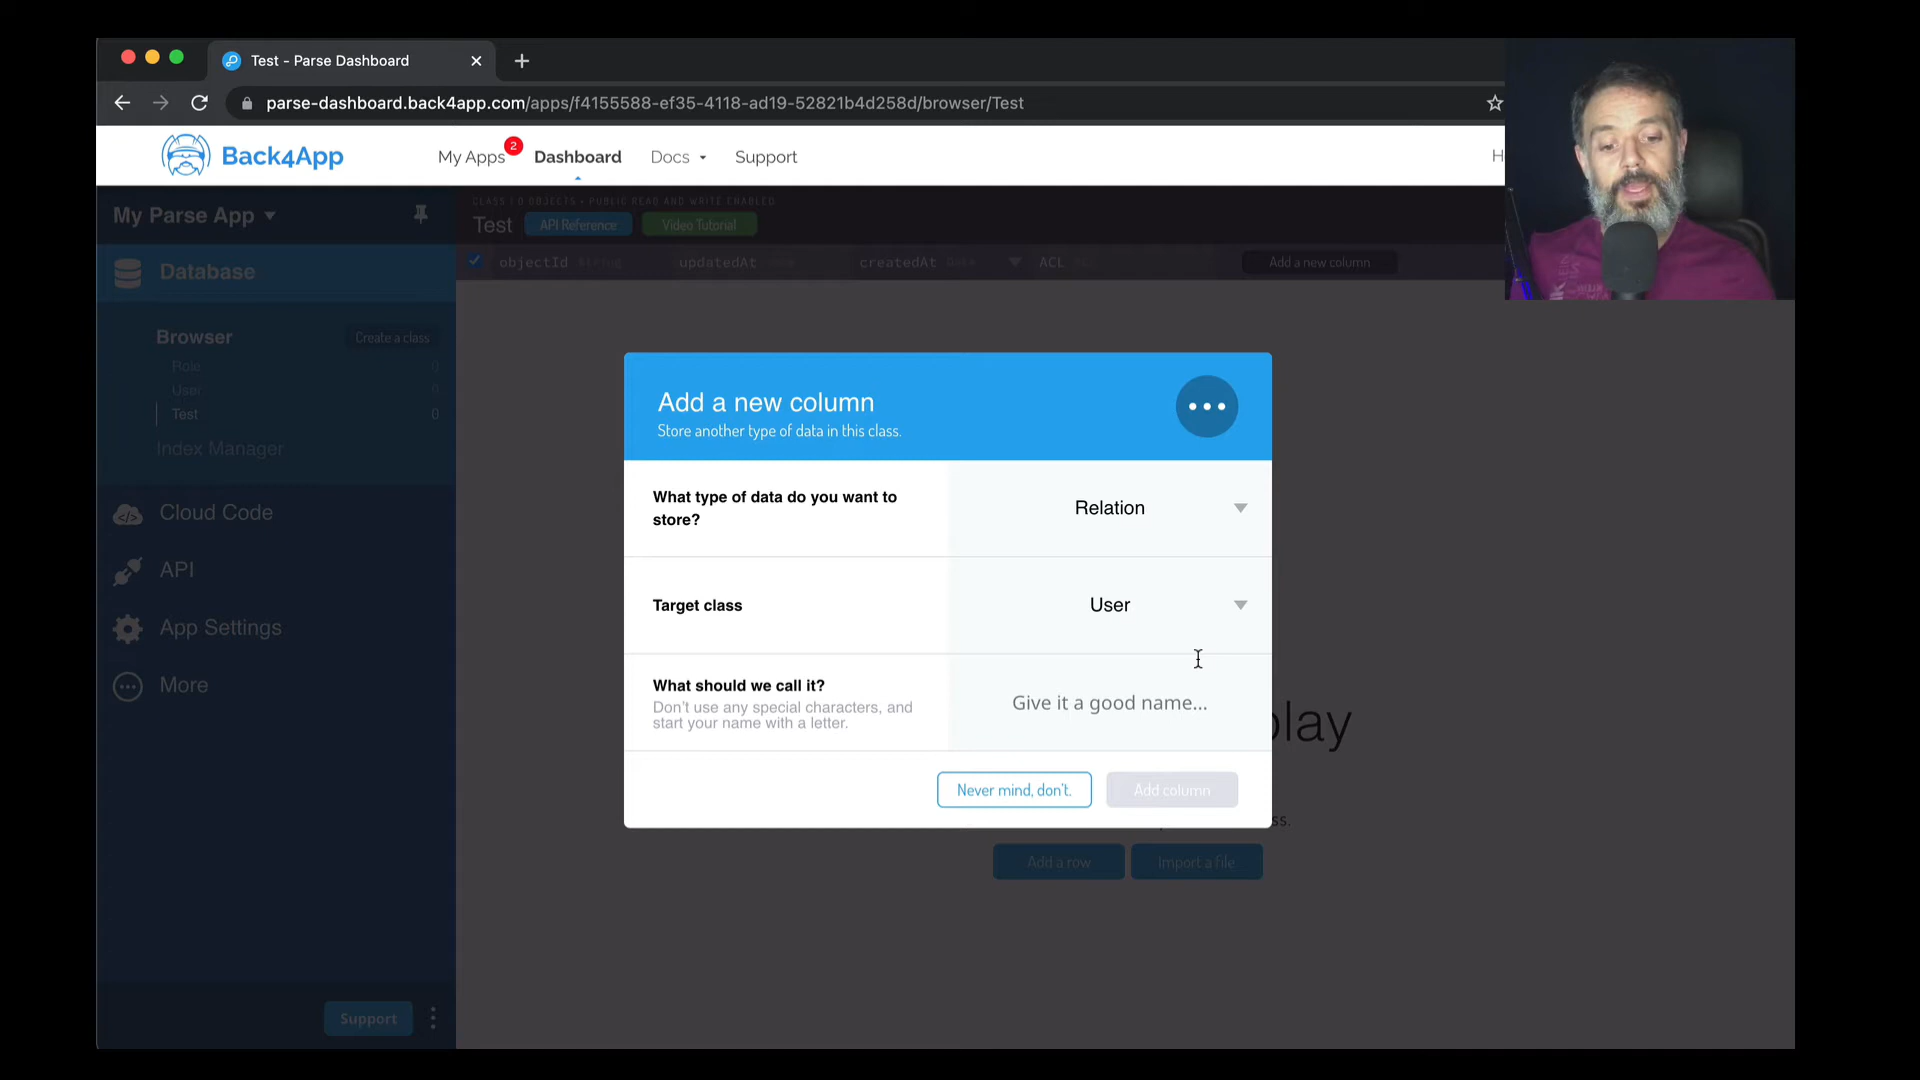 Test - Parse Dashboard
parse-dashboard.back4app.com/apps/f4155588-ef35-4118-ad19-52821b4d258d/browser/Test
Back4App
My Apps 2 Dashboard Docs Support
My Parse App
CLASS | 0 OBJECTS • PUBLIC READ AND WRITE ENABLED
Test API Reference Video Tutorial
Database
objectId String updatedAt createdAt Date ACL Add a new column
Browser Create a class
Role 0
User 0
Test 0
Index Manager
Cloud Code
API
App Settings
More
Support
Add a new column
Store another type of data in this class.
What type of data do you want to
store?
Relation
Target class
User
What should we call it?
Don't use any special characters, and
start your name with a letter.
Give it a good name...
Never mind, don't. Add column
Add a row Import a file